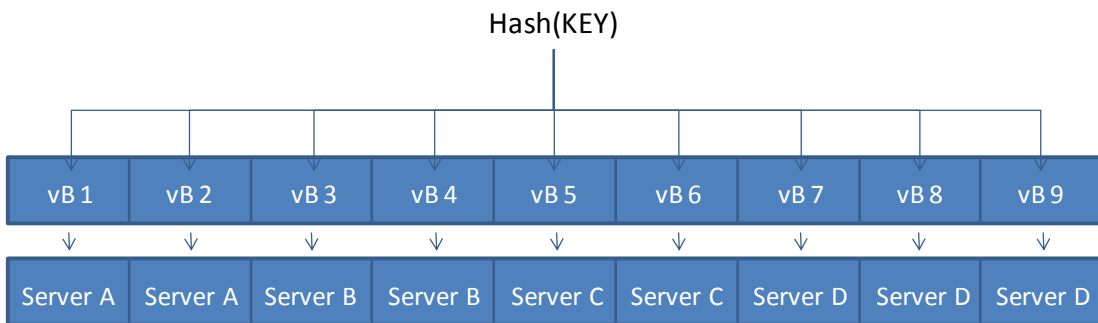 Hash(KEY)
vB 1 vB 2 vB 3 vB 4 vB 5 vB 6 vB 7 vB 8 vB 9
Server A Server A Server B Server B Server C Server C Server D Server D Server D